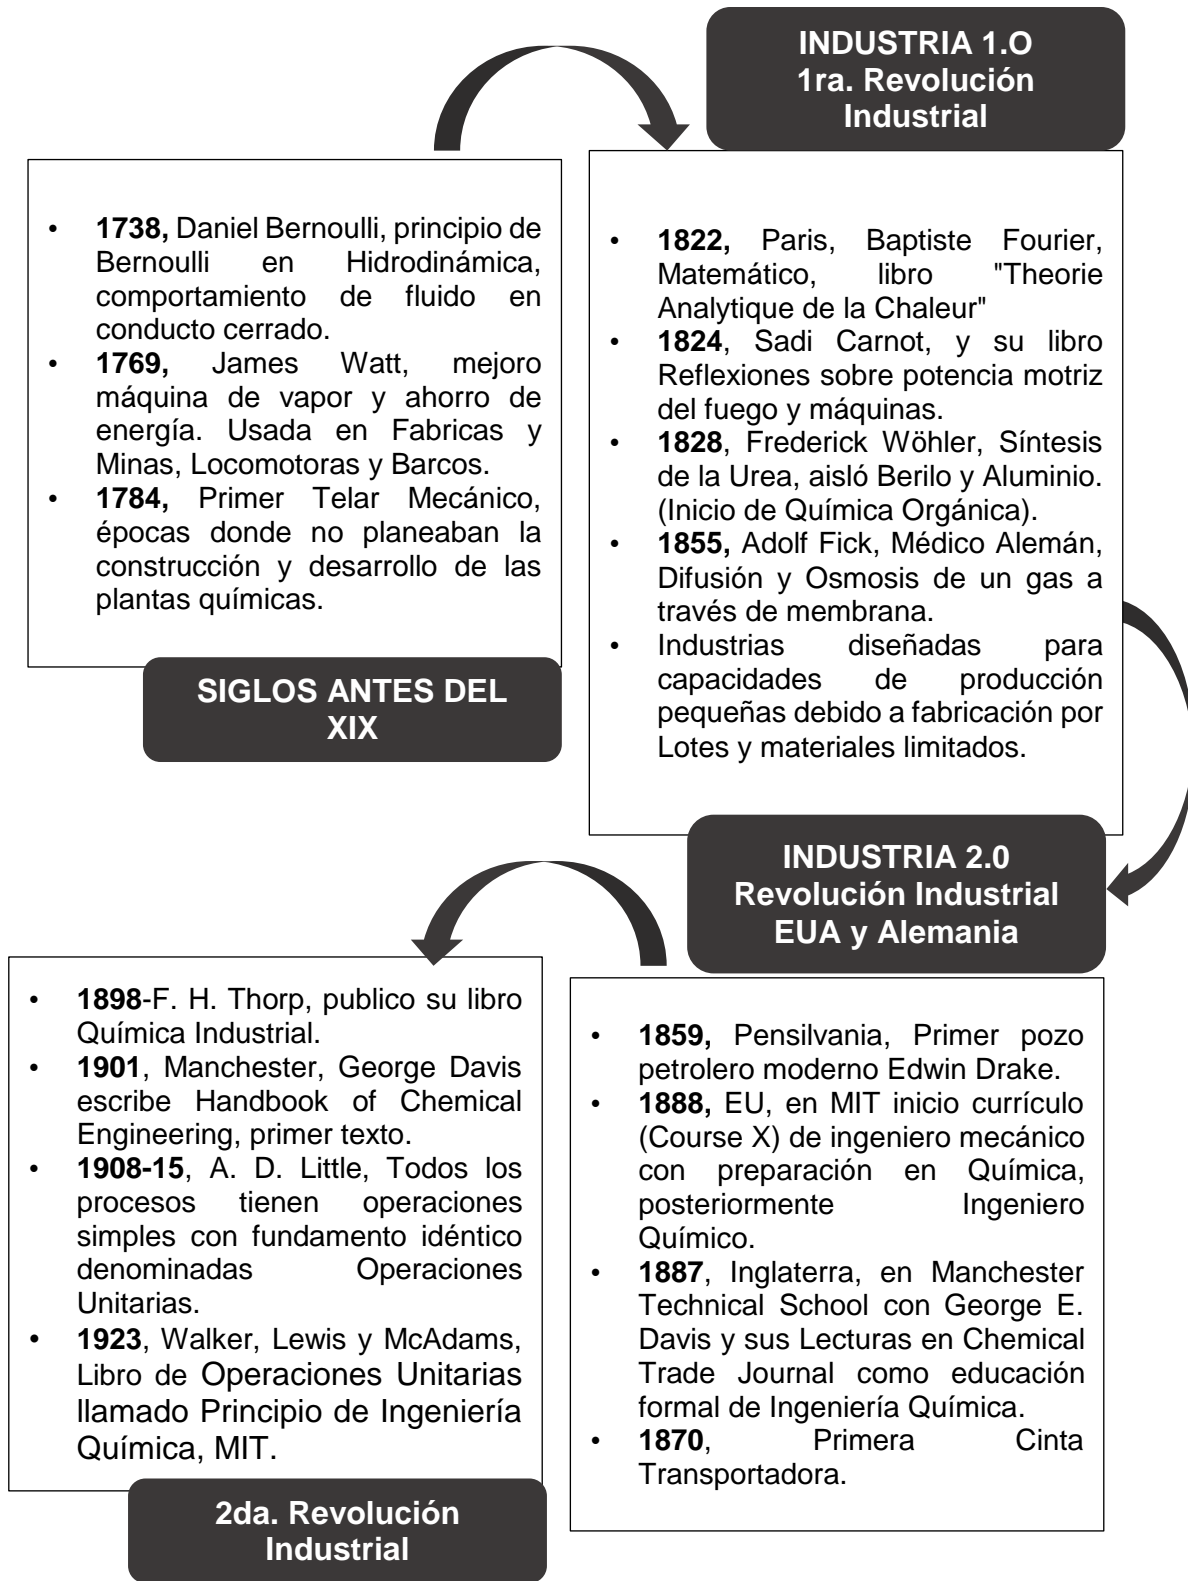 INDUSTRIA 1.O
1ra. Revolución
Industrial
• 1738, Daniel Bernoulli, principio de
Bernoulli en Hidrodinámica,
comportamiento de fluido en
conducto cerrado.
• 1769, James Watt, mejoro
máquina de vapor y ahorro de
energía. Usada en Fabricas y
Minas, Locomotoras y Barcos.
• 1784, Primer Telar Mecánico,
épocas donde no planeaban la
construcción y desarrollo de las
plantas químicas.
SIGLOS ANTES DEL
XIX
• 1822, Paris, Baptiste Fourier,
Matemático, libro "Theorie
Analytique de la Chaleur"
• 1824, Sadi Carnot, y su libro
Reflexiones sobre potencia motriz
del fuego y máquinas.
• 1828, Frederick Wöhler, Síntesis
de la Urea, aisló Berilo y Aluminio.
(Inicio de Química Orgánica).
• 1855, Adolf Fick, Médico Alemán,
Difusión y Osmosis de un gas a
través de membrana.
• Industrias diseñadas para
capacidades de producción
pequeñas debido a fabricación por
Lotes y materiales limitados.
INDUSTRIA 2.0
Revolución Industrial
EUA y Alemania
• 1859, Pensilvania, Primer pozo
petrolero moderno Edwin Drake.
• 1888, EU, en MIT inicio currículo
(Course X) de ingeniero mecánico
con preparación en Química,
posteriormente Ingeniero
Químico.
• 1887, Inglaterra, en Manchester
Technical School con George E.
Davis y sus Lecturas en Chemical
Trade Journal como educación
formal de Ingeniería Química.
• 1870, Primera Cinta
Transportadora.
• 1898-F. H. Thorp, publico su libro
Química Industrial.
• 1901, Manchester, George Davis
escribe Handbook of Chemical
Engineering, primer texto.
• 1908-15, A. D. Little, Todos los
procesos tienen operaciones
simples con fundamento idéntico
denominadas Operaciones
Unitarias.
• 1923, Walker, Lewis y McAdams,
Libro de Operaciones Unitarias
llamado Principio de Ingeniería
Química, MIT.
2da. Revolución
Industrial